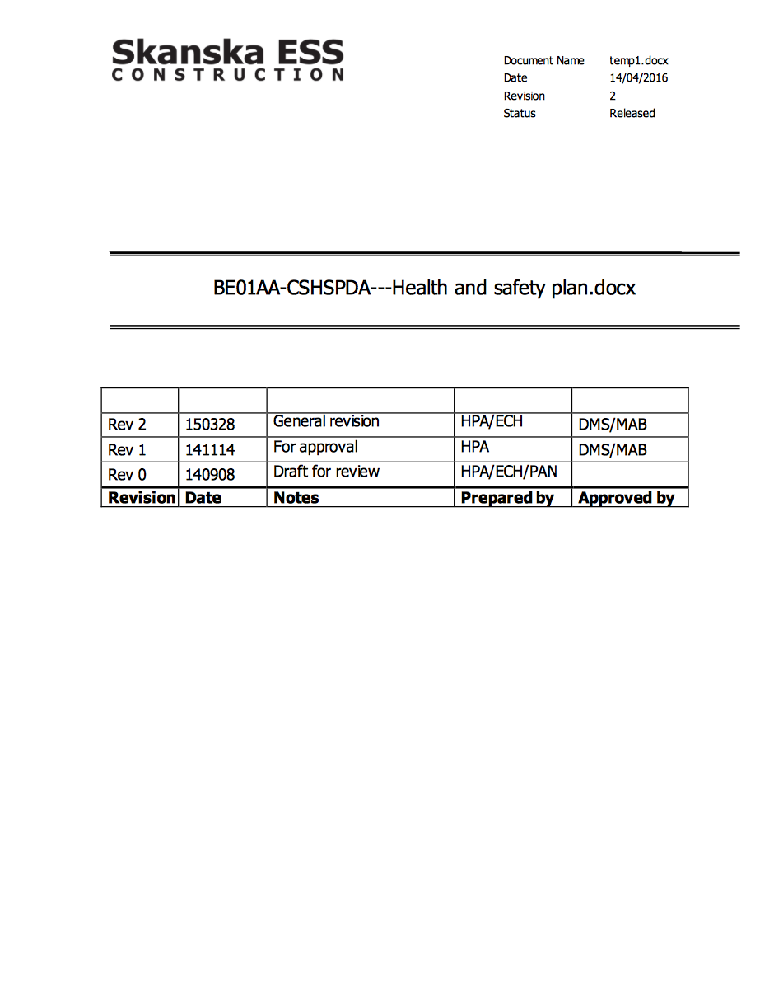 Skanska ESS
CONSTRUCTION
Document Name temp1.docx
Date 14/04/2016
Revision 2
Status Released
BE01AA-CSHSPDA---Health and safety plan.docx
Rev 2 150328 General revision HPA/ECH DMS/MAB
Rev 1 141114 For approval HPA DMS/MAB
Rev 0 140908 Draft for review HPA/ECH/PAN
Revision Date Notes Prepared by Approved by